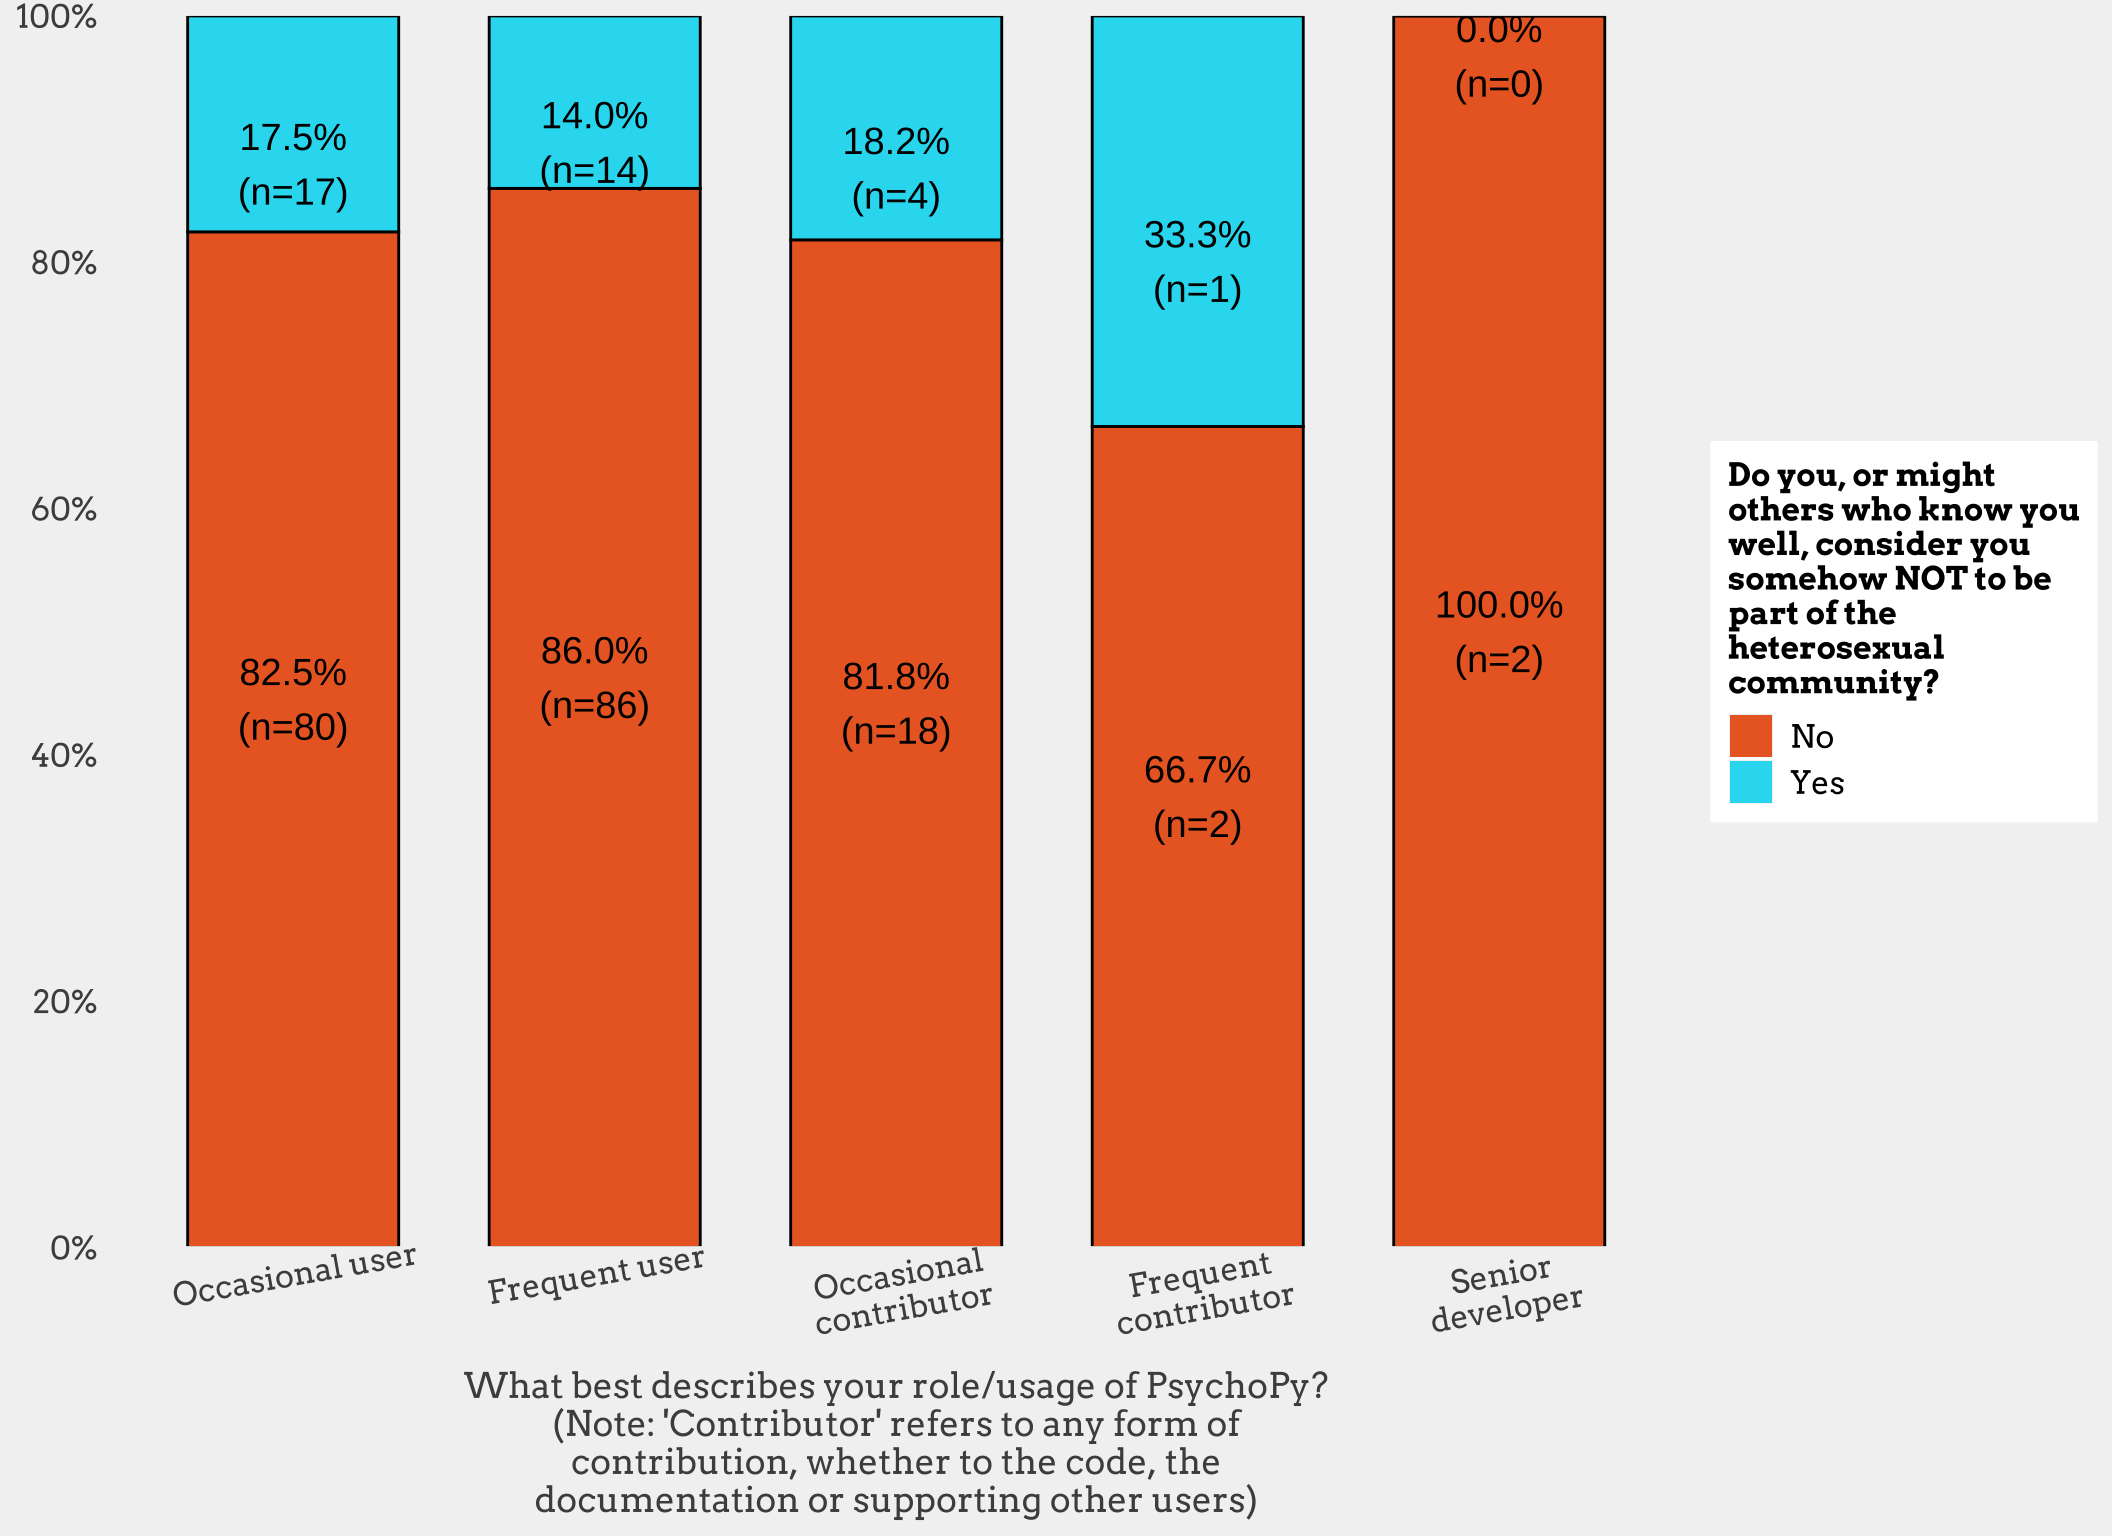 100%
80%
60%
40%
20%
0%
17.5%
(n=17)
82.5%
(n=80)
14.0%
(n=14)
86.0%
(n=86)
18.2%
(n=4)
81.8%
(n=18)
33.3%
(n=1)
66.7%
(n=2)
0.0%
(n=0)
100.0%
(n=2)
Occasional user
Frequent user
Occasional
contributor
Frequent
contributor
Senior
developer
What best describes your role/usage of PsychoPy?
(Note: 'Contributor' refers to any form of
contribution, whether to the code, the
documentation or supporting other users)
Do you, or might
others who know you
well, consider you
somehow NOT to be
part of the
heterosexual
community?
No
Yes